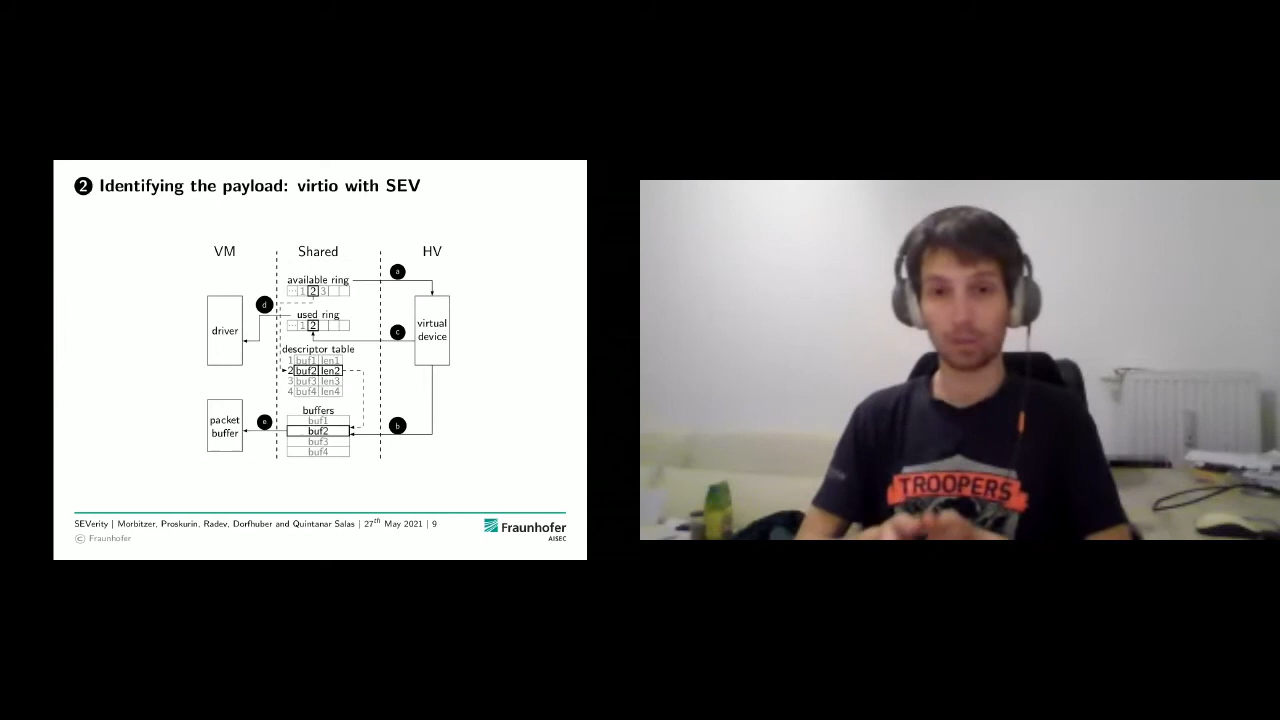 2 Identifying the payload: virtio with SEV
VM
Shared
HV
available ring
a
... 1 2 3
d
used ring
... 1 2
c
driver
virtual
device
descriptor table
1 buf1 len1
2 buf2 len2
3 buf3 len3
4 buf4 len4
packet
buffer
e
buffers
buf1
buf2
buf3
buf4
b
SEVerity | Morbitzer, Proskurin, Radev, Dorfhuber and Quintanar Salas | 27th May 2021 | 9
© Fraunhofer
Fraunhofer
AISEC
TROOPERS